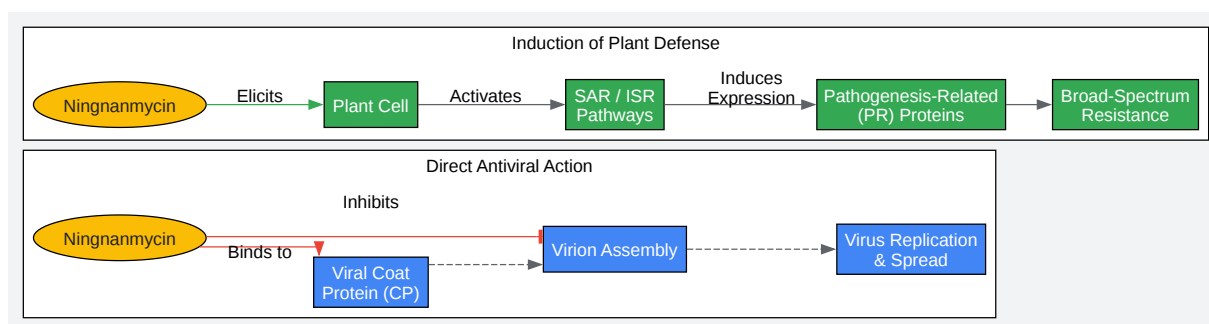 Induction of Plant Defense
Ningnanmycin
Elicits
Plant Cell
Activates
SAR / ISR
Pathways
Induces
Expression
Pathogenesis-Related
(PR) Proteins
Broad-Spectrum
Resistance
Direct Antiviral Action
Inhibits
Ningnanmycin
Binds to
Viral Coat
Protein (CP)
Virion Assembly
Virus Replication
& Spread